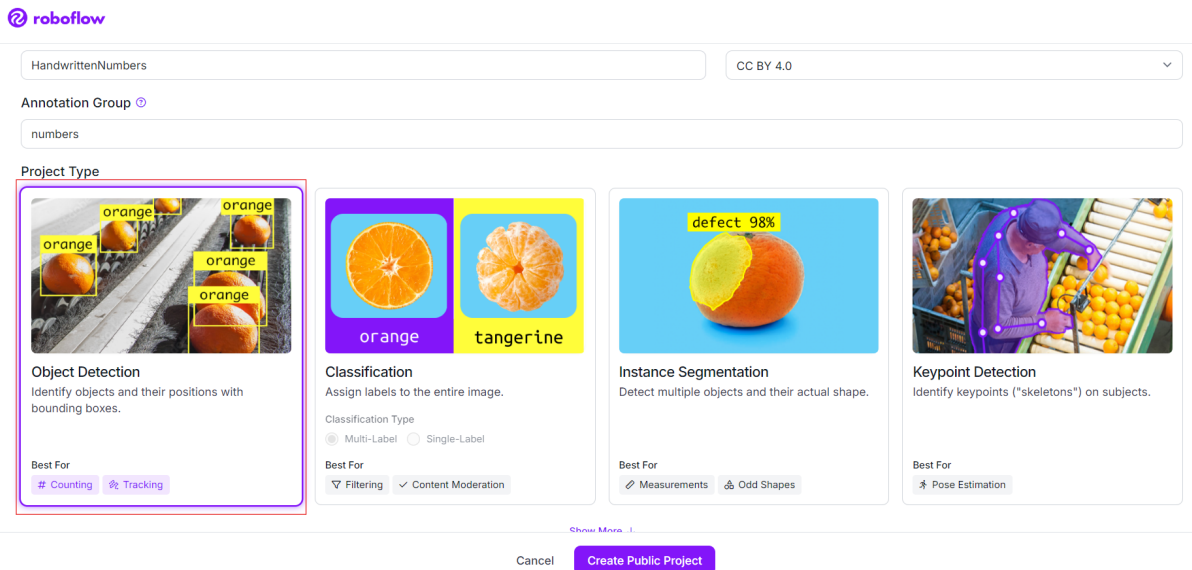 roboflow
HandwrittenNumbers
CC BY 4.0
Annotation Group
numbers
Project Type
orange
orange
orange
orange
orange
orange
tangerine
defect 98%
Object Detection
Identify objects and their positions with
bounding boxes.
Best For
# Counting
Tracking
Classification
Assign labels to the entire image.
Classification Type
Multi-Label
Single-Label
Best For
Filtering
Content Moderation
Instance Segmentation
Detect multiple objects and their actual shape.
Best For
Measurements
Odd Shapes
Keypoint Detection
Identify keypoints ("skeletons") on subjects.
Best For
Pose Estimation
Show More ↓
Cancel
Create Public Project